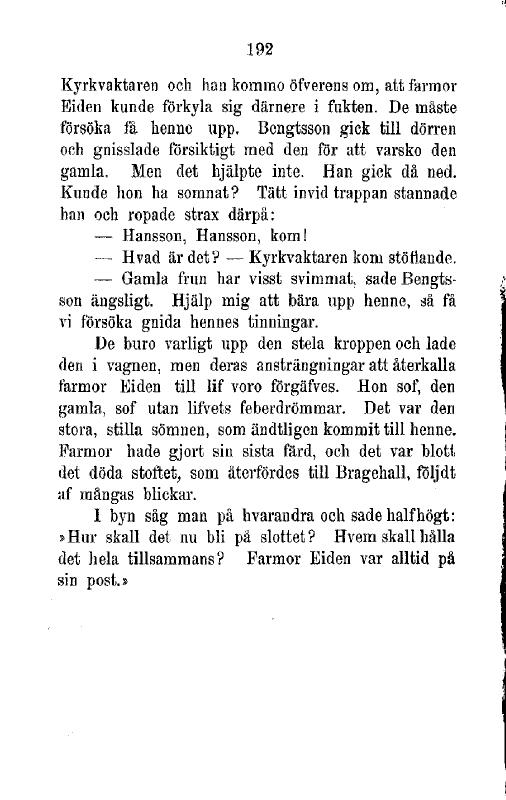 192
Kyrkvaktaren och han kommo öfverens om, att farmor
Eiden kunde förkyla sig därnere i fukten. De måste
försöka få henne upp. Bengtsson gick till dörren
och gnisslade försiktigt med den för att varsko den
gamla. Men det hjälpte inte. Han gick då ned.
Kunde hon ha somnat? Tätt invid trappan stannade
han och ropade strax därpå:
— Hansson, Hansson, kom!
— Hvad är det? — Kyrkvaktaren kom stöflande.
— Gamla frun har visst svimmat, sade Bengts-
son ängsligt. Hjälp mig att bära upp henne, så få
vi försöka gnida hennes tinningar.
De buro varligt upp den stela kroppen och lade
den i vagnen, men deras ansträngningar att återkalla
farmor Eiden till lif voro förgäfves. Hon sof, den
gamla, sof utan lifvets feberdrömmar. Det var den
stora, stilla sömnen, som ändtligen kommit till henne.
Farmor hade gjort sin sista färd, och det var blott
det döda stoftet, som återfördes till Bragehall, följdt
af mångas blickar.
I byn såg man på hvarandra och sade halfhögt:
»Hur skall det nu bli på slottet? Hvem skall hålla
det hela tillsammans? Farmor Eiden var alltid på
sin post.»